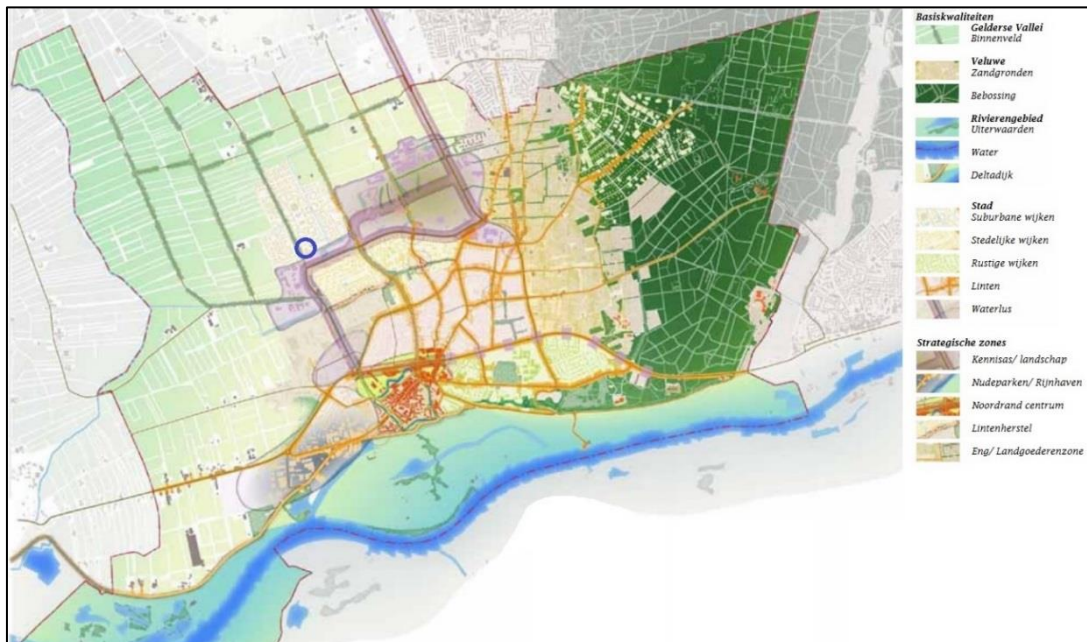 Basiskwaliteiten
Gelderse Vallei
Binnenveld
Veluwe
Zandgronden
Bebossing
Rivierengebied
Uiterwaarden
Water
Deltadijk
Stad
Suburbane wijken
Stedelijke wijken
Rustige wijken
Linten
Waterlus
Strategische zones
Kennisas/ landschap
Nudeparken/ Rijnhaven
Noordrand centrum
Lintenherstel
Eng/ Landgoederenzone